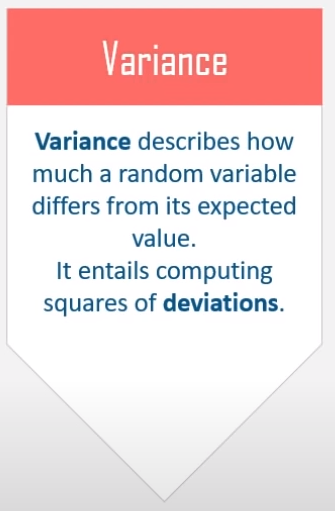 Variance
Variance describes how
much a random variable
differs from its expected
value.
It entails computing
squares of deviations.